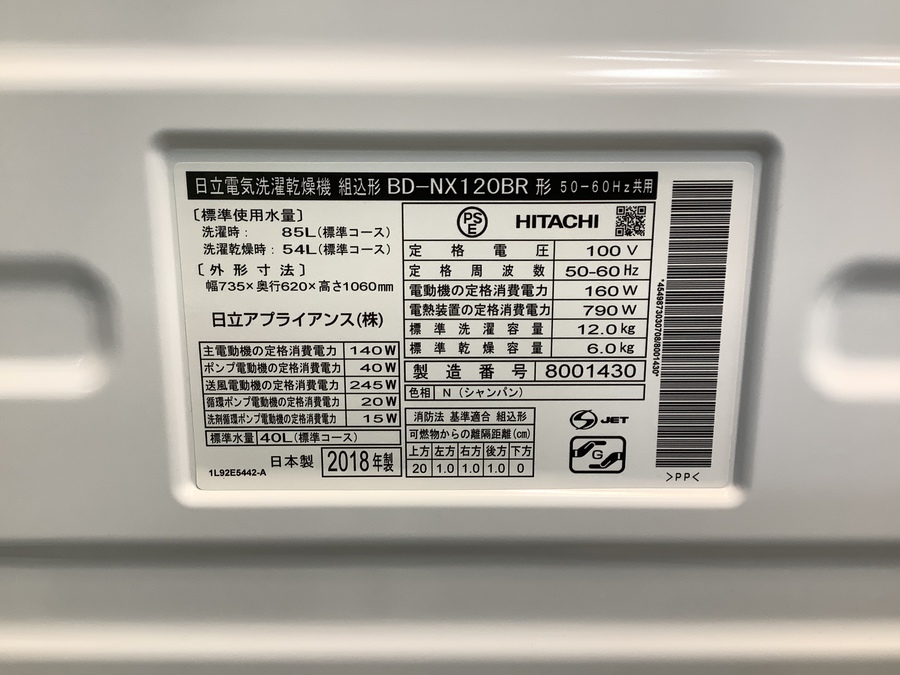 日立電気洗濯乾燥機 組込形 BD-NX120BR 形 50-60Hz共用
〔標準使用水量〕
洗濯時： 85L(標準コース)
洗濯乾燥時： 54L(標準コース)
〔外形寸法〕
幅735×奥行620×高さ1060mm
日立アプライアンス(株)
主電動機の定格消費電力 140W
ポンプ電動機の定格消費電力 40W
送風電動機の定格消費電力 245W
循環ポンプ電動機の定格消費電力 20W
洗剤循環ポンプ電動機の定格消費電力 15W
標準水量 40L(標準コース)
日本製 2018年製
1L92E5442-A
PSE HITACHI
定格電圧 100V
定格周波数 50-60Hz
電動機の定格消費電力 160W
電熱装置の定格消費電力 790W
標準洗濯容量 12.0kg
標準乾燥容量 6.0kg
製造番号 8001430
色相 N (シャンパン)
消防法 基準適合 組込形
可燃物からの離隔距離(cm)
上方 左方 右方 後方 下方
20 1.0 1.0 1.0 0
S JET
G
*4549873030708/8001430*
>PP<